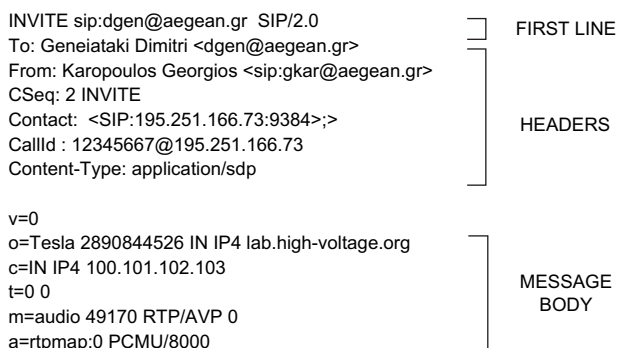 INVITE sip:dgen@aegean.gr SIP/2.0
To: Geneiataki Dimitri <dgen@aegean.gr>
From: Karopoulos Georgios <sip:gkar@aegean.gr>
CSeq: 2 INVITE
Contact: <SIP:195.251.166.73:9384>;>
CallId : 12345667@195.251.166.73
Content-Type: application/sdp
v=0
o=Tesla 2890844526 IN IP4 lab.high-voltage.org
c=IN IP4 100.101.102.103
t=0 0
m=audio 49170 RTP/AVP 0
a=rtpmap:0 PCMU/8000
FIRST LINE
HEADERS
MESSAGE
BODY